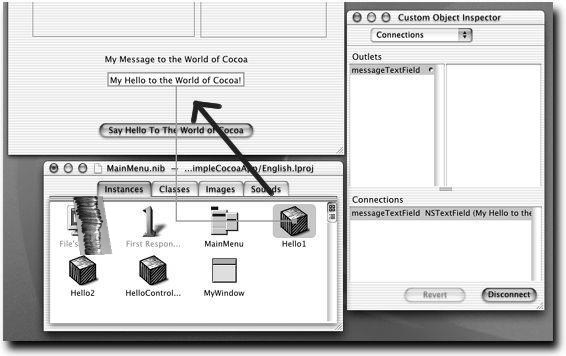 My Message to the World of Cocoa
My Hello to the World of Cocoa!
Say Hello To The World of Cocoa
MainMenu.nib — ...impleCocoaApp/English.lproj
Instances
Classes
Images
Sounds
File's
First Respon...
MainMenu
Hello1
Hello2
HelloControl...
MyWindow
Custom Object Inspector
Connections
Outlets
messageTextField
Connections
messageTextField NSTextField (My Hello to the
Revert
Disconnect